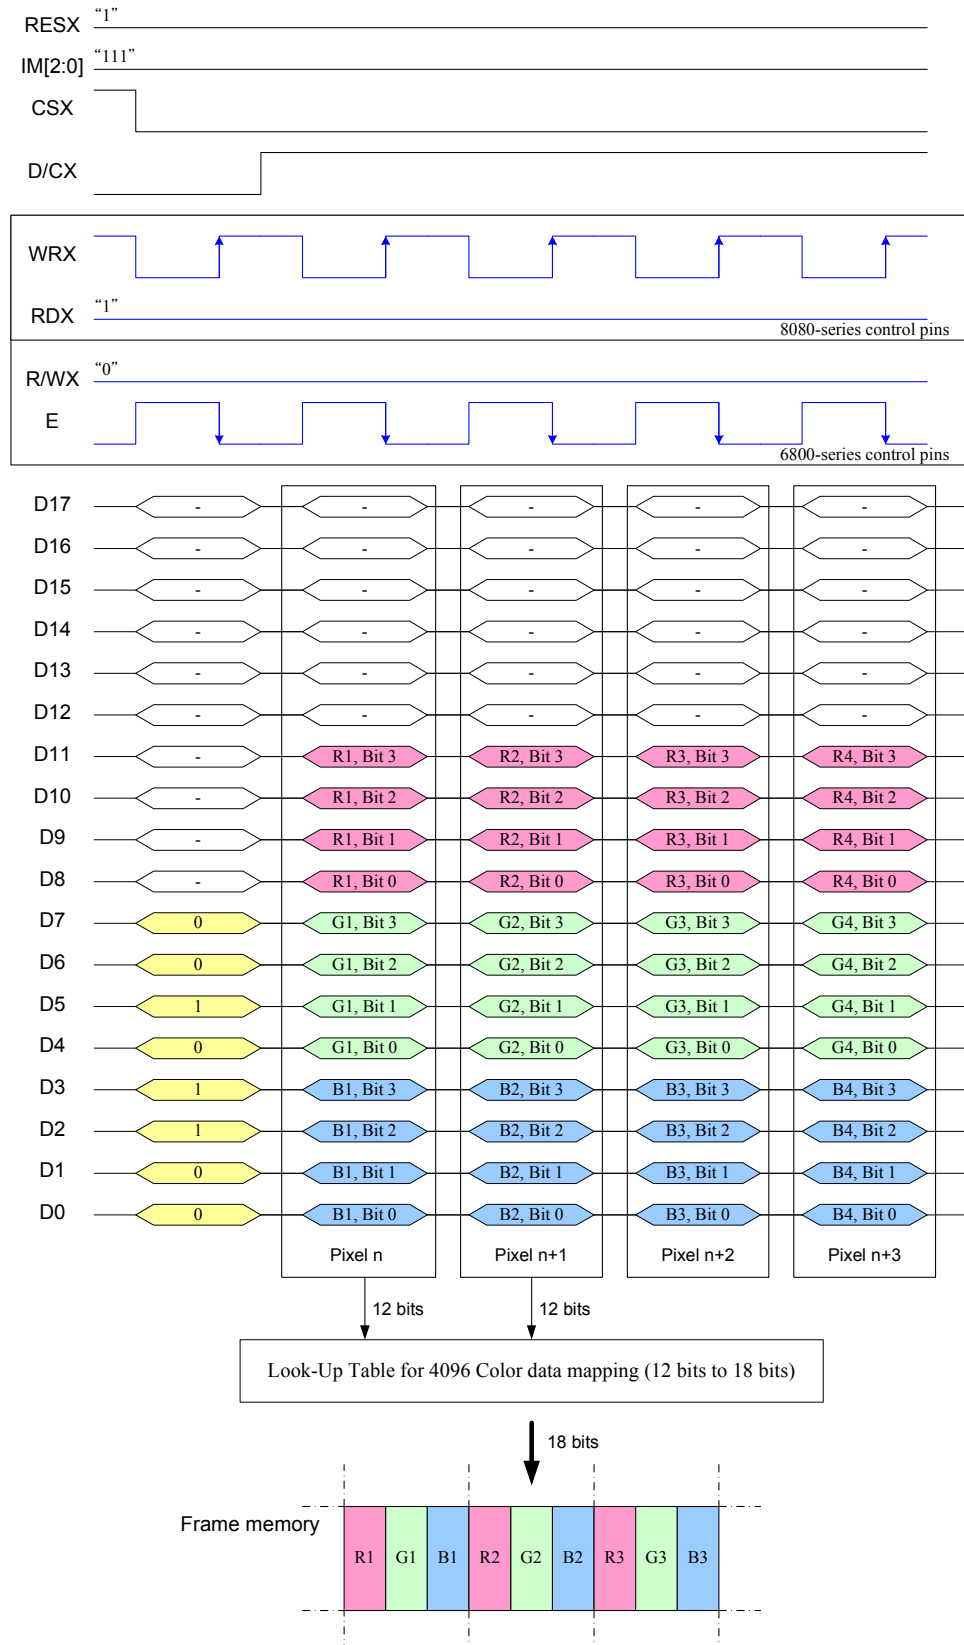 RESX "1"
IM[2:0] "111"
CSX
D/CX
WRX
RDX "1"
8080-series control pins
R/WX "0"
E
6800-series control pins
D17 - - - - -
D16 - - - - -
D15 - - - - -
D14 - - - - -
D13 - - - - -
D12 - - - - -
D11 - R1, Bit 3 R2, Bit 3 R3, Bit 3 R4, Bit 3
D10 - R1, Bit 2 R2, Bit 2 R3, Bit 2 R4, Bit 2
D9 - R1, Bit 1 R2, Bit 1 R3, Bit 1 R4, Bit 1
D8 - R1, Bit 0 R2, Bit 0 R3, Bit 0 R4, Bit 0
D7 0 G1, Bit 3 G2, Bit 3 G3, Bit 3 G4, Bit 3
D6 0 G1, Bit 2 G2, Bit 2 G3, Bit 2 G4, Bit 2
D5 1 G1, Bit 1 G2, Bit 1 G3, Bit 1 G4, Bit 1
D4 0 G1, Bit 0 G2, Bit 0 G3, Bit 0 G4, Bit 0
D3 1 B1, Bit 3 B2, Bit 3 B3, Bit 3 B4, Bit 3
D2 1 B1, Bit 2 B2, Bit 2 B3, Bit 2 B4, Bit 2
D1 0 B1, Bit 1 B2, Bit 1 B3, Bit 1 B4, Bit 1
D0 0 B1, Bit 0 B2, Bit 0 B3, Bit 0 B4, Bit 0
Pixel n Pixel n+1 Pixel n+2 Pixel n+3
12 bits 12 bits
Look-Up Table for 4096 Color data mapping (12 bits to 18 bits)
18 bits
Frame memory
R1 G1 B1 R2 G2 B2 R3 G3 B3